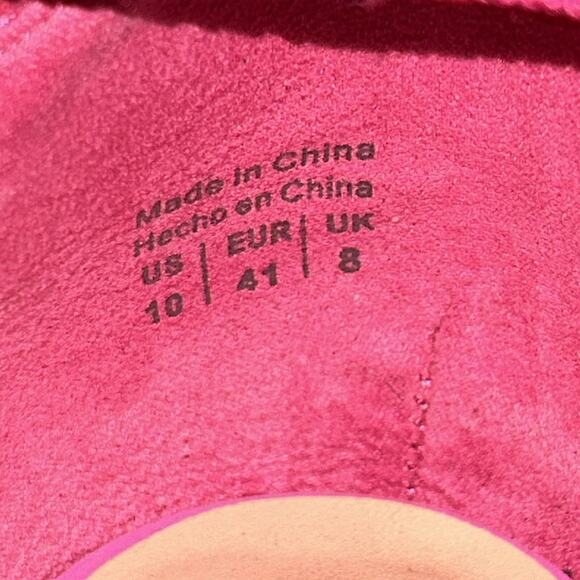 Made in China
Hecho en China
US | EUR | UK
10 | 41 | 8